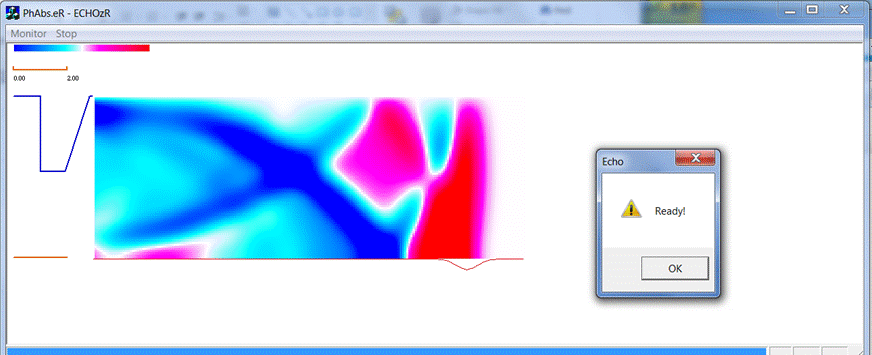 PhAbs.eR - ECHOzR
Monitor Stop
0.00 2.00
Echo
Ready!
OK